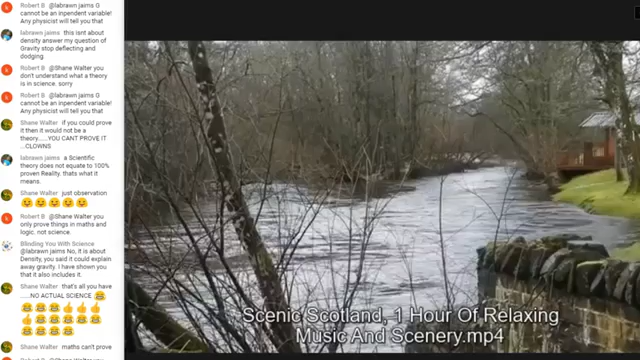 Robert B @labrawn jaims G
cannot be an inpendent variable!
Any physicist will tell you that
labrawn jaims this isnt about
density answer my question of
Gravity stop deflecting and
dodging.
Robert B @Shane Walter you
don't understand what a theory
is in science. sorry
Robert B @labrawn jaims G
cannot be an inpendent variable!
Any physicist will tell you that
Shane Walter if you could prove
it then it would not be a
theory......YOU CANT PROVE IT
...CLOWNS
labrawn jaims a Scientific
theory does not equate to 100%
proven Reality. thats what it
means.
Shane Walter just observation
Robert B @Shane Walter you
only prove things in maths and
logic. not science.
Blinding You With Science
@labrawn jaims No, it is about
Density, you said it could explain
away gravity. I have shown you
that it also includes it.
Shane Walter that's all you have
......NO ACTUAL SCIENCE
Shane Walter maths can't prove
Robert B @Shane Walter you
Scenic Scotland, 1 Hour Of Relaxing
Music And Scenery.mp4